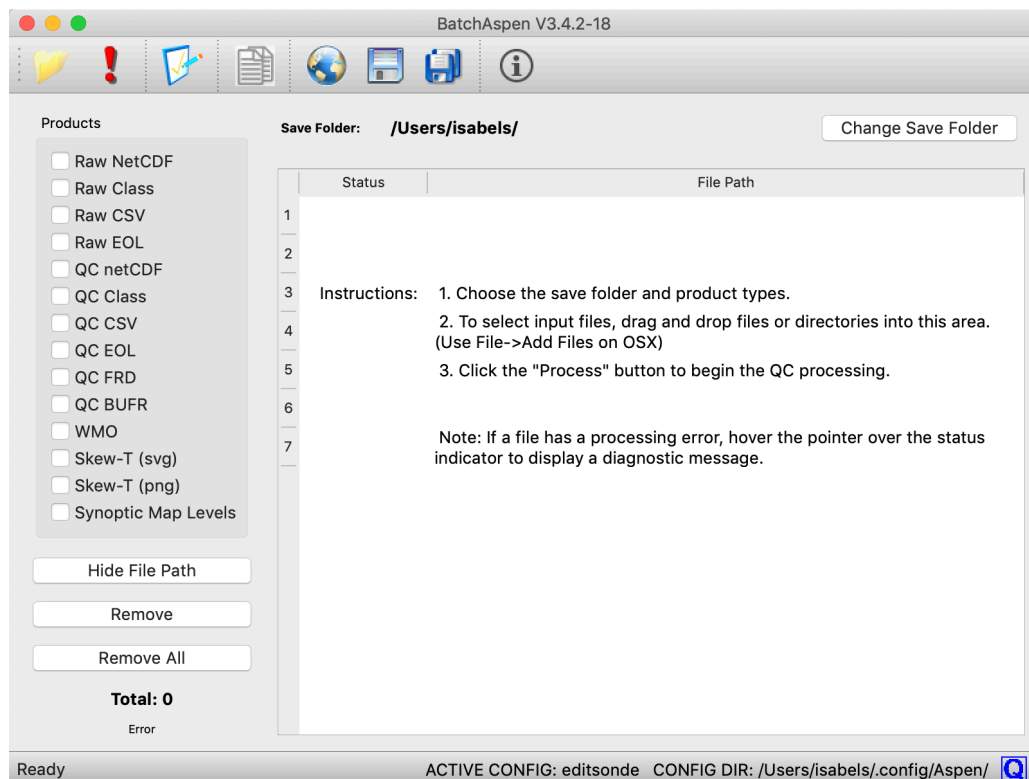 BatchAspen V3.4.2-18
Products
Raw NetCDF
Raw Class
Raw CSV
Raw EOL
QC netCDF
QC Class
QC CSV
QC EOL
QC FRD
QC BUFR
WMO
Skew-T (svg)
Skew-T (png)
Synoptic Map Levels
Hide File Path
Remove
Remove All
Total: 0
Error
Save Folder: /Users/isabels/
Change Save Folder
Status File Path
1
2
3 Instructions: 1. Choose the save folder and product types.
4 2. To select input files, drag and drop files or directories into this area.
(Use File->Add Files on OSX)
5 3. Click the "Process" button to begin the QC processing.
6
7 Note: If a file has a processing error, hover the pointer over the status
indicator to display a diagnostic message.
Ready ACTIVE CONFIG: editsonde CONFIG DIR: /Users/isabels/.config/Aspen/ Q